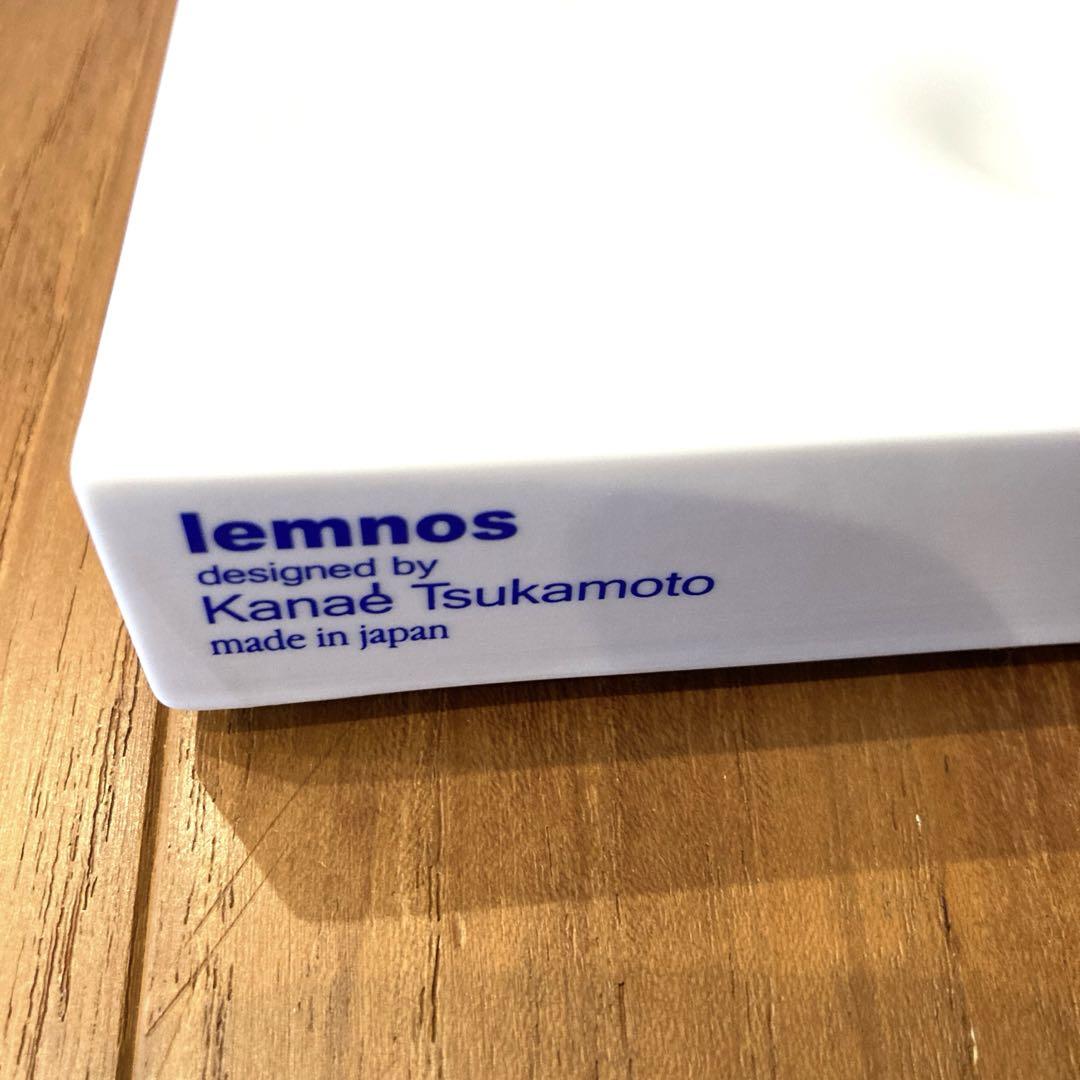 lemnos
designed by
Kanaé Tsukamoto
made in japan